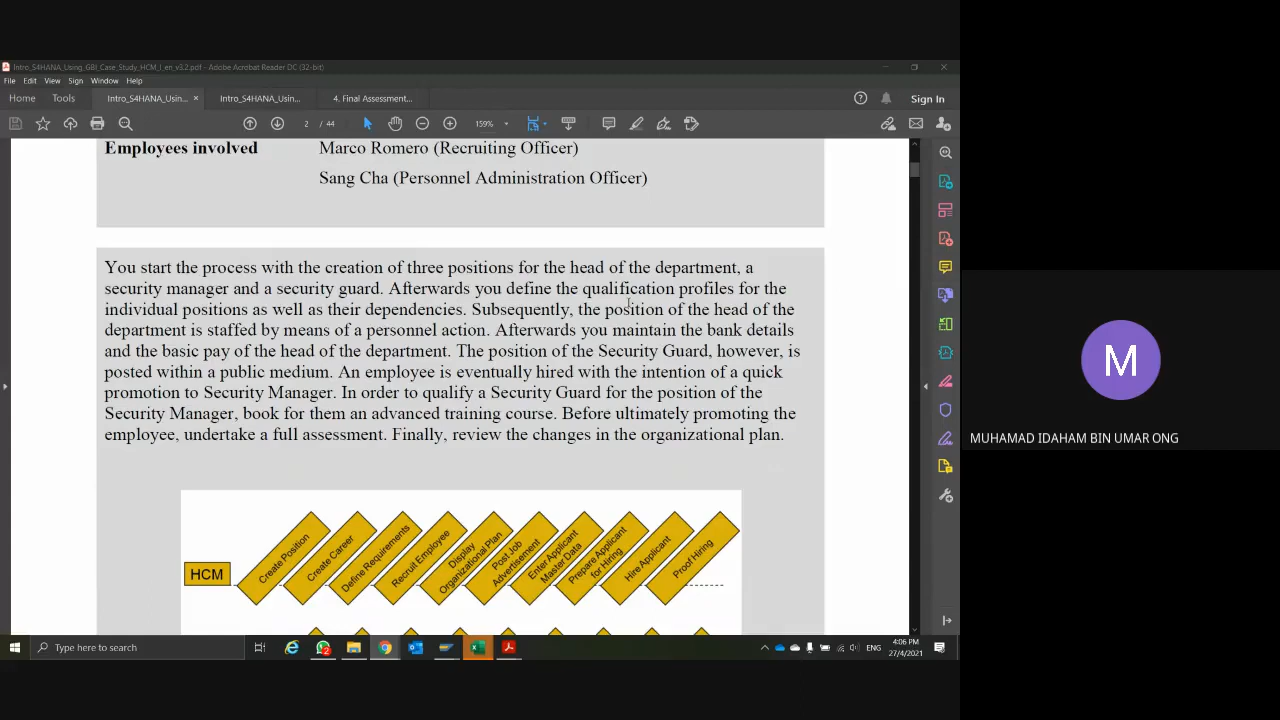 Intro_S4HANA_Using_GBI_Case_Study_HCM_I_en_v3.2.pdf - Adobe Acrobat Reader DC (32-bit)
File Edit View Sign Window Help
Home Tools Intro_S4HANA_Usin... × Intro_S4HANA_Usin... 4. Final Assessment... Sign In
2 / 44 159%
Employees involved Marco Romero (Recruiting Officer)
Sang Cha (Personnel Administration Officer)
You start the process with the creation of three positions for the head of the department, a
security manager and a security guard. Afterwards you define the qualification profiles for the
individual positions as well as their dependencies. Subsequently, the position of the head of the
department is staffed by means of a personnel action. Afterwards you maintain the bank details
and the basic pay of the head of the department. The position of the Security Guard, however, is
posted within a public medium. An employee is eventually hired with the intention of a quick
promotion to Security Manager. In order to qualify a Security Guard for the position of the
Security Manager, book for them an advanced training course. Before ultimately promoting the
employee, undertake a full assessment. Finally, review the changes in the organizational plan.
HCM
Create Position
Create Career
Define Requirements
Recruit Employee
Display
Organizational Plan
Post Job
Advertisement
Enter Applicant
Master Data
Prepare Applicant
for Hiring
Hire Applicant
Proof Hiring
M
MUHAMAD IDAHAM BIN UMAR ONG
Type here to search
2
ENG
4:06 PM
27/4/2021